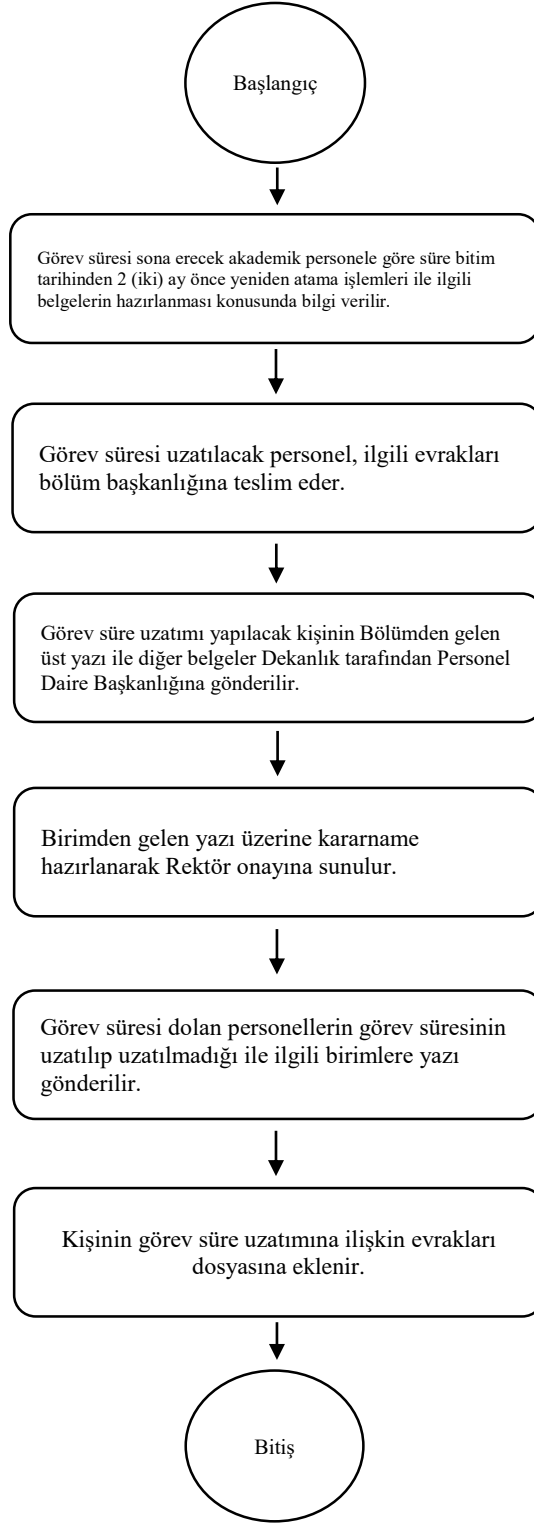 Başlangıç
Görev süresi sona erecek akademik personele göre süre bitim
tarihinden 2 (iki) ay önce yeniden atama işlemleri ile ilgili
belgelerin hazırlanması konusunda bilgi verilir.
Görev süresi uzatılacak personel, ilgili evrakları
bölüm başkanlığına teslim eder.
Görev süre uzatımı yapılacak kişinin Bölümden gelen
üst yazı ile diğer belgeler Dekanlık tarafından Personel
Daire Başkanlığına gönderilir.
Birimden gelen yazı üzerine kararname
hazırlanarak Rektör onayına sunulur.
Görev süresi dolan personellerin görev süresinin
uzatılıp uzatılmadığı ile ilgili birimlere yazı
gönderilir.
Kişinin görev süre uzatımına ilişkin evrakları
dosyasına eklenir.
Bitiş